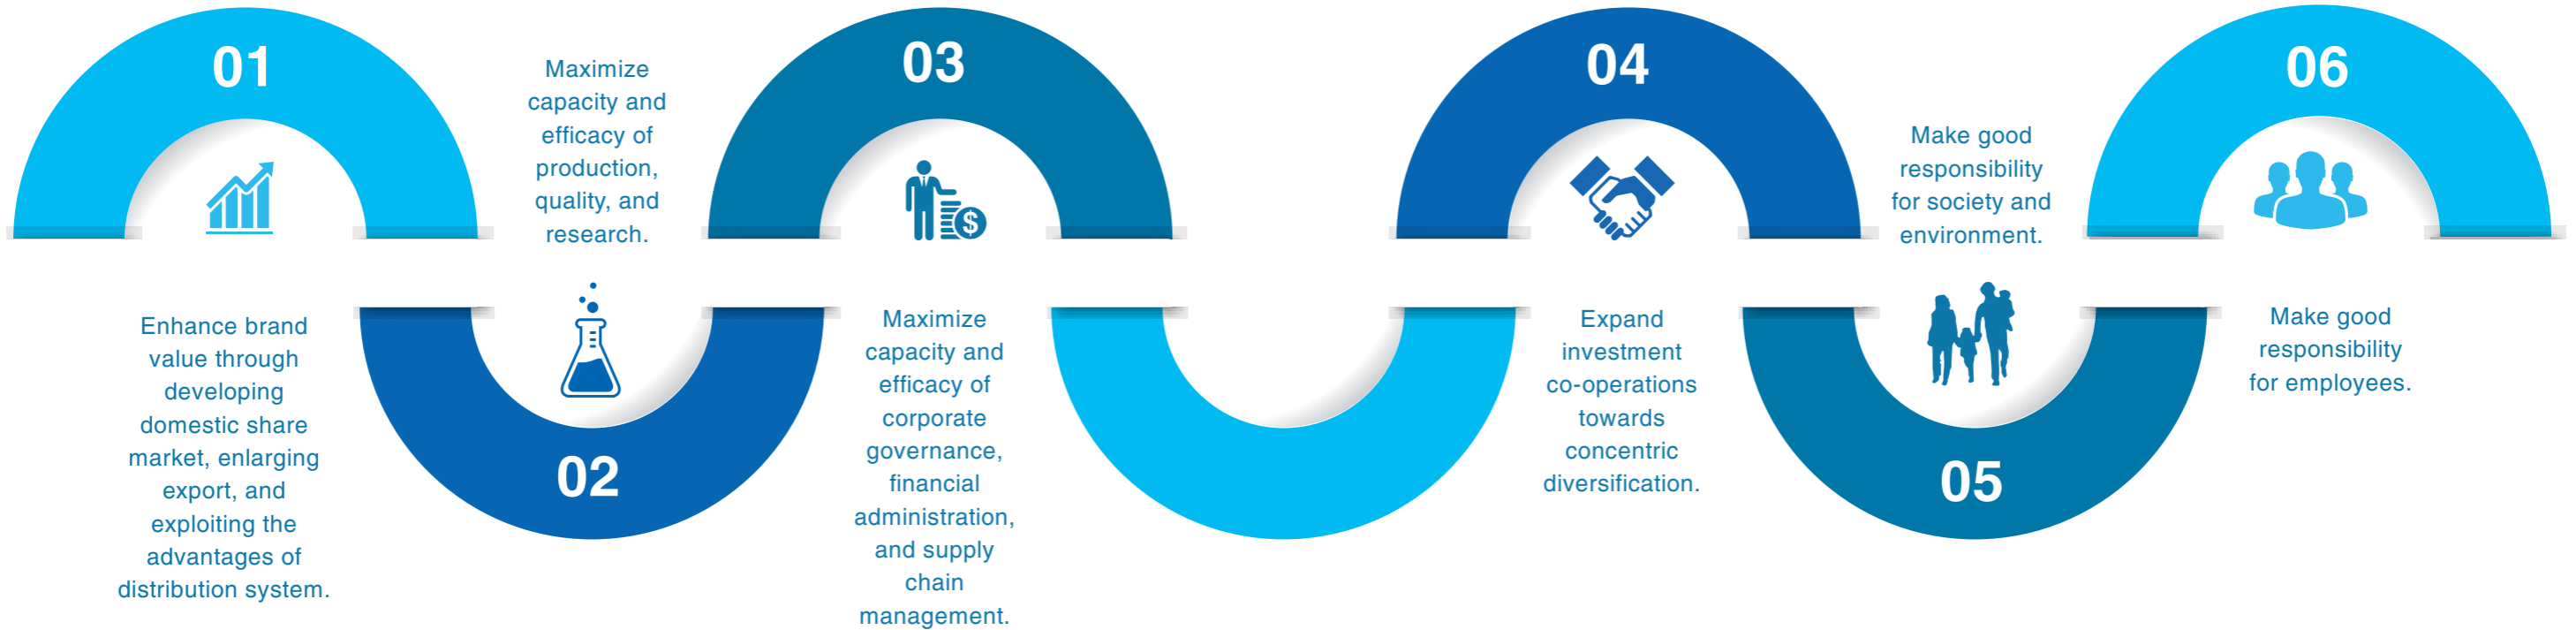 01
Enhance brand
value through
developing
domestic share
market, enlarging
export, and
exploiting the
advantages of
distribution system.
Maximize
capacity and
efficacy of
production,
quality, and
research.
02
03
$
Maximize
capacity and
efficacy of
corporate
governance,
financial
administration,
and supply
chain
management.
04
Expand
investment
co-operations
towards
concentric
diversification.
Make good
responsibility
for society and
environment.
05
06
Make good
responsibility
for employees.